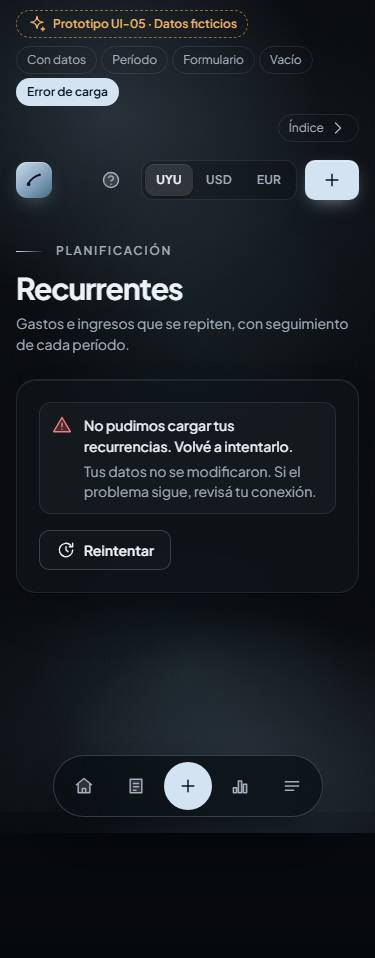 Prototipo UI-05 · Datos ficticios
Con datos
Período
Formulario
Vacío
Error de carga
Índice
UYU
USD
EUR
PLANIFICACIÓN
Recurrentes
Gastos e ingresos que se repiten, con seguimiento
de cada período.
No pudimos cargar tus
recurrencias. Volvé a intentarlo.
Tus datos no se modificaron. Si el
problema sigue, revisá tu conexión.
Reintentar